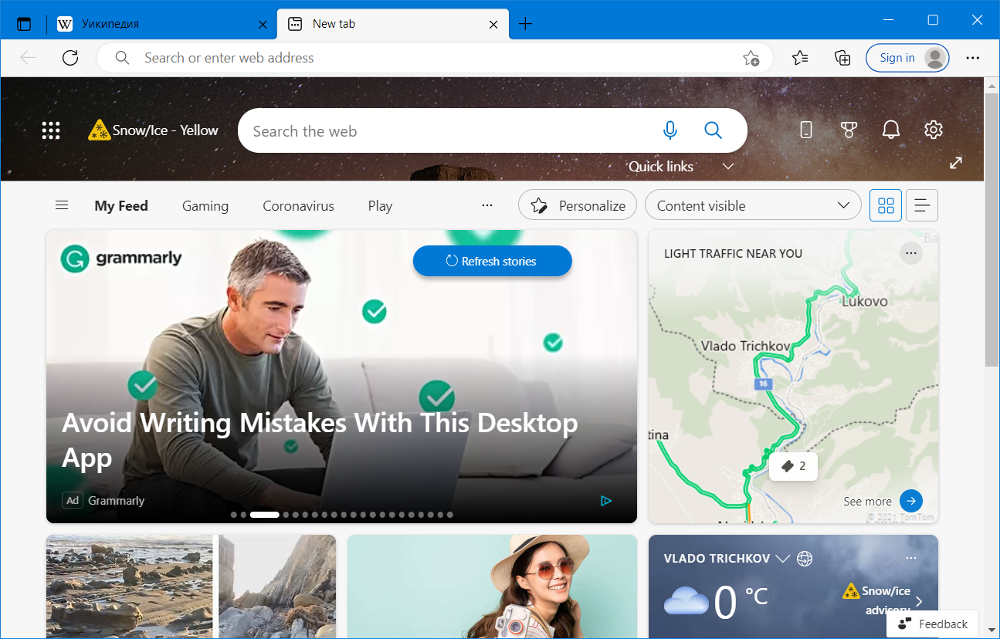 W Уикипедия
New tab
Search or enter web address
Sign in
Snow/Ice - Yellow
Search the web
Quick links
My Feed
Gaming
Coronavirus
Play
Personalize
Content visible
grammarly
Refresh stories
Avoid Writing Mistakes With This Desktop
App
Ad Grammarly
LIGHT TRAFFIC NEAR YOU
Ba
Lukovo
Vlado Trichkov
16
tina
2
See more
© 2021 TomTom
VLADO TRICHKOV
0 °C
Snow/ice
advisory
Feedback